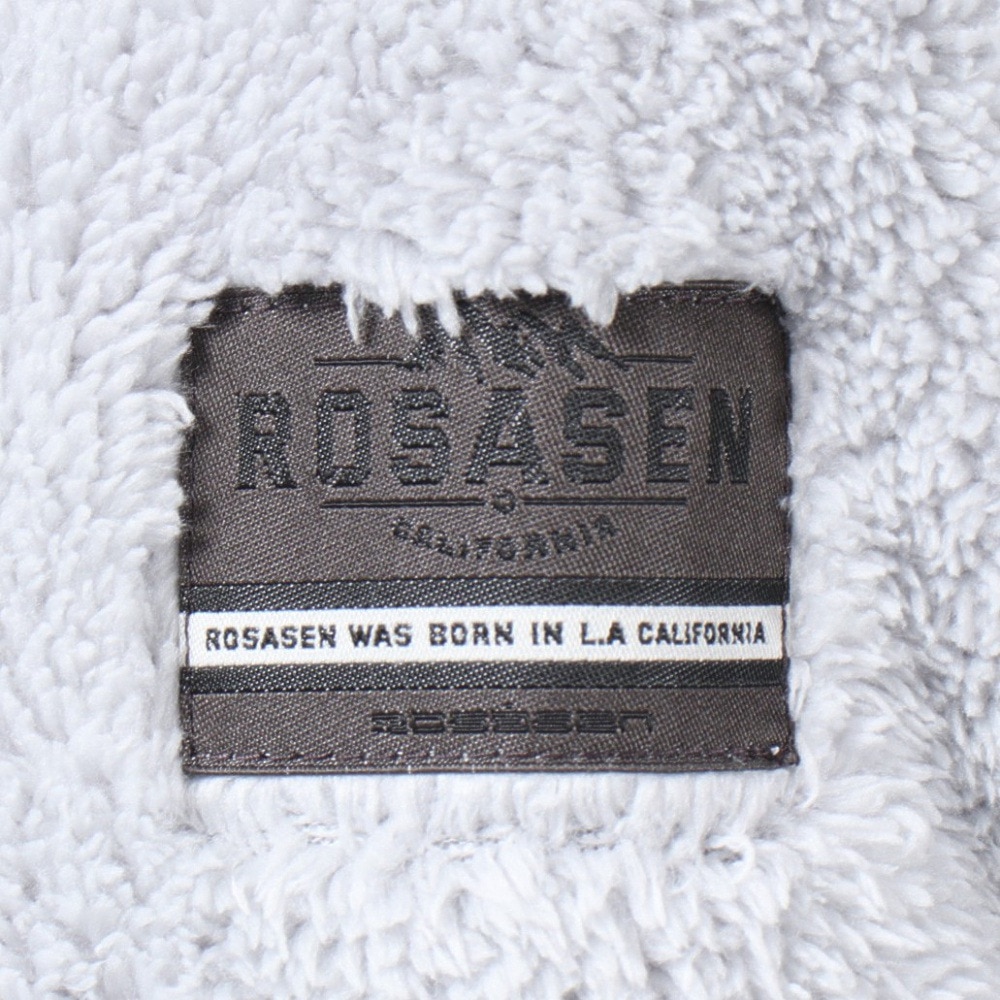 ROSASEN
CALIFORNIA
ROSASEN WAS BORN IN L.A CALIFORNIA
rosasen